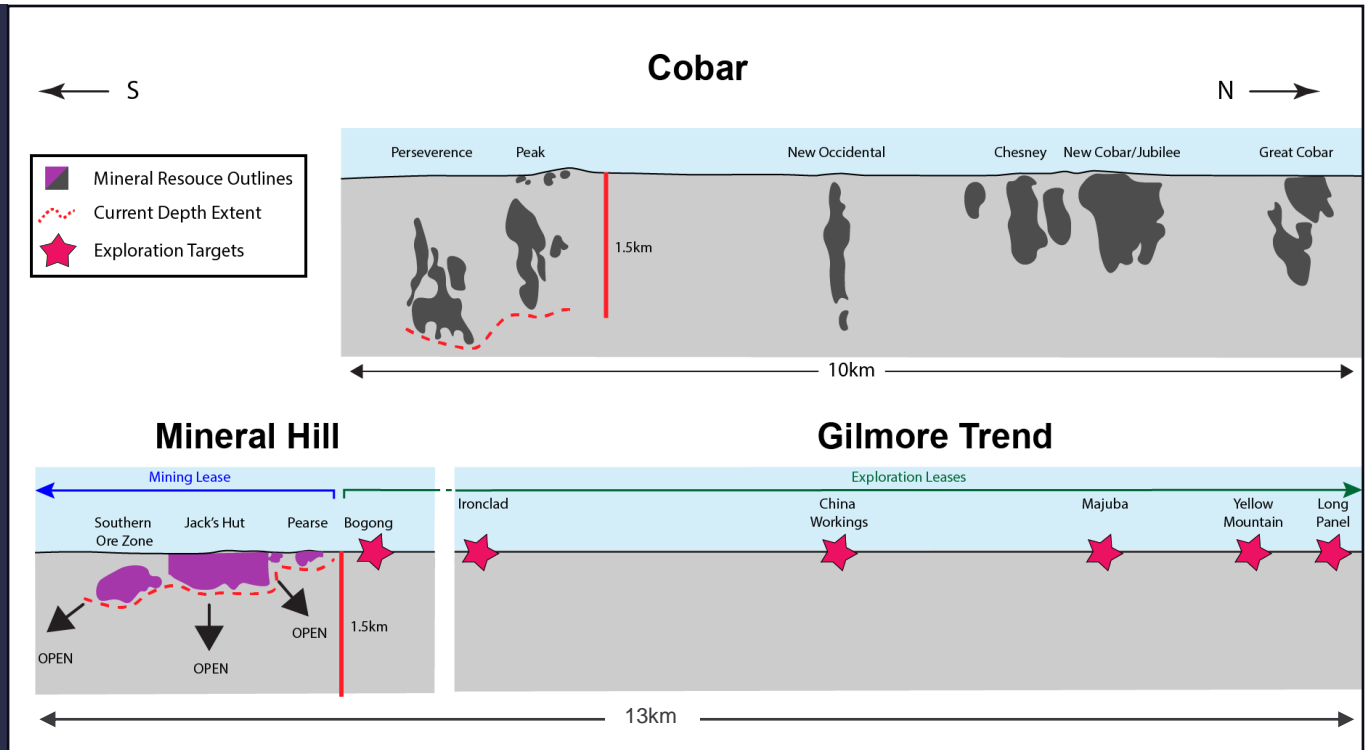 Cobar
S
N
Mineral Resouce Outlines
Current Depth Extent
Exploration Targets
Perseverence
Peak
New Occidental
Chesney
New Cobar/Jubilee
Great Cobar
1.5km
10km
Mineral Hill
Gilmore Trend
Mining Lease
Exploration Leases
Southern
Ore Zone
Jack's Hut
Pearse
Bogong
Ironclad
China
Workings
Majuba
Yellow
Mountain
Long
Panel
OPEN
OPEN
OPEN
1.5km
13km